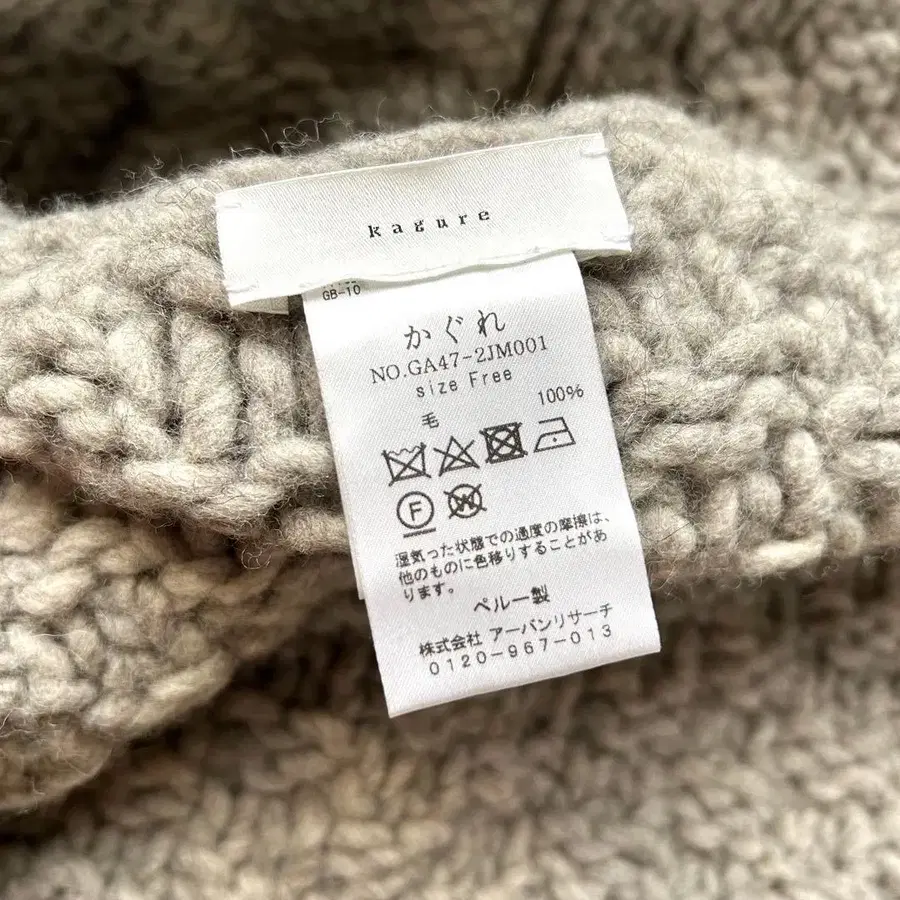 kagure
GB-10
かぐれ
NO.GA47-2JM001
size Free
毛 100%
F
W
湿気った状態での過度の摩擦は、
他のものに色移りすることがあ
ります。
ペルー製
株式会社 アーバンリサーチ
0120-967-013